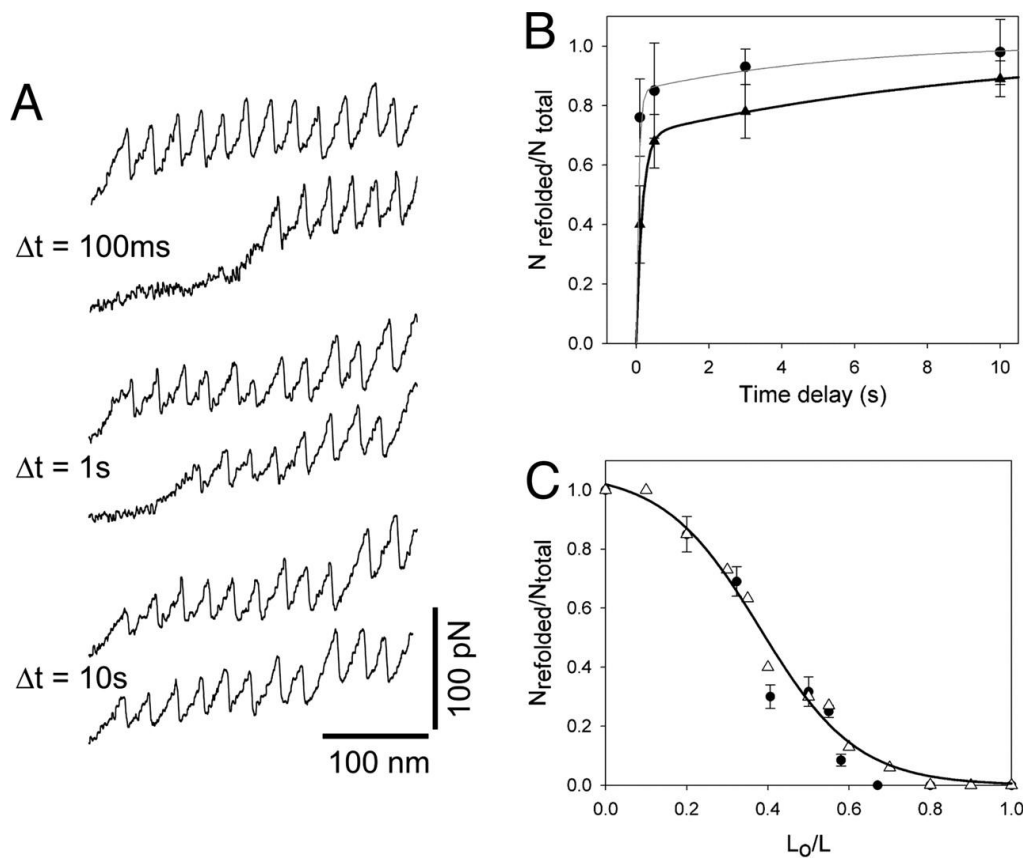 A
Δt = 100ms
Δt = 1s
Δt = 10s
100 pN
100 nm
B
N refolded/N total
1.0
0.8
0.6
0.4
0.2
0.0
0 2 4 6 8 10
Time delay (s)
C
Nrefolded/Ntotal
1.0
0.8
0.6
0.4
0.2
0.0
0.0 0.2 0.4 0.6 0.8 1.0
Lo/L